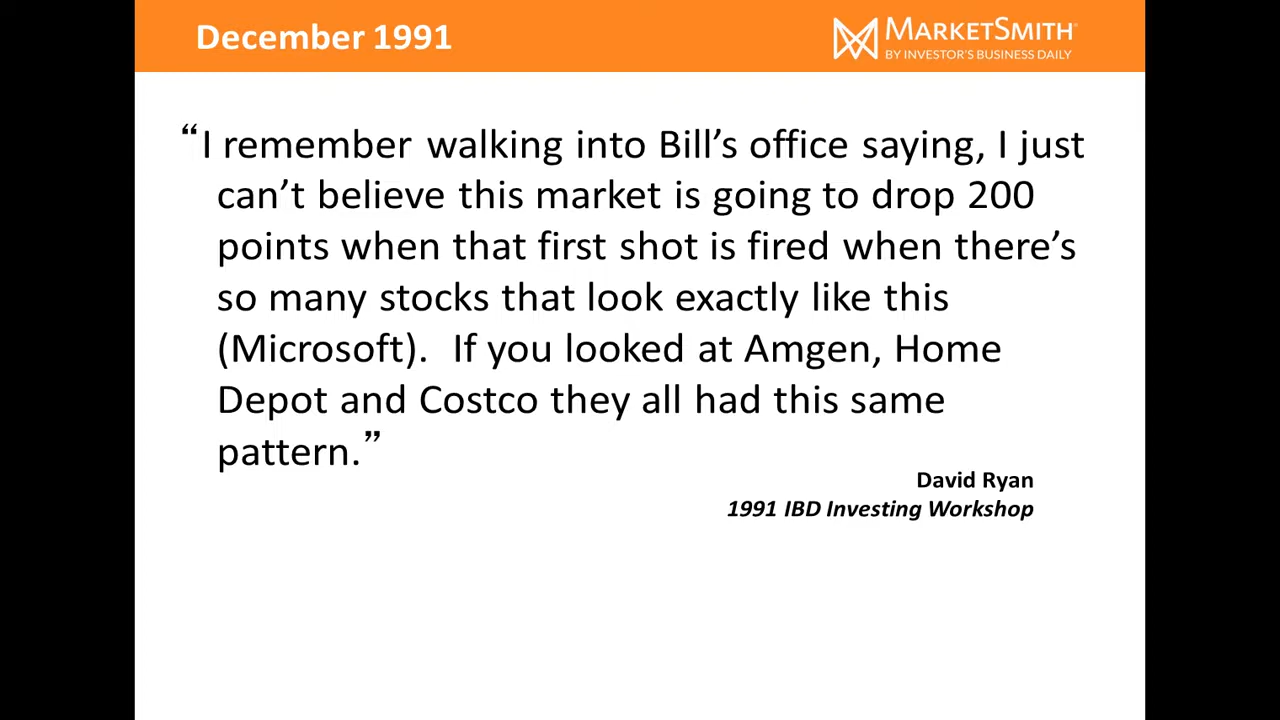 December 1991
MARKETSMITH
BY INVESTOR'S BUSINESS DAILY
“I remember walking into Bill’s office saying, I just
can’t believe this market is going to drop 200
points when that first shot is fired when there’s
so many stocks that look exactly like this
(Microsoft).  If you looked at Amgen, Home
Depot and Costco they all had this same
pattern.”
David Ryan
1991 IBD Investing Workshop